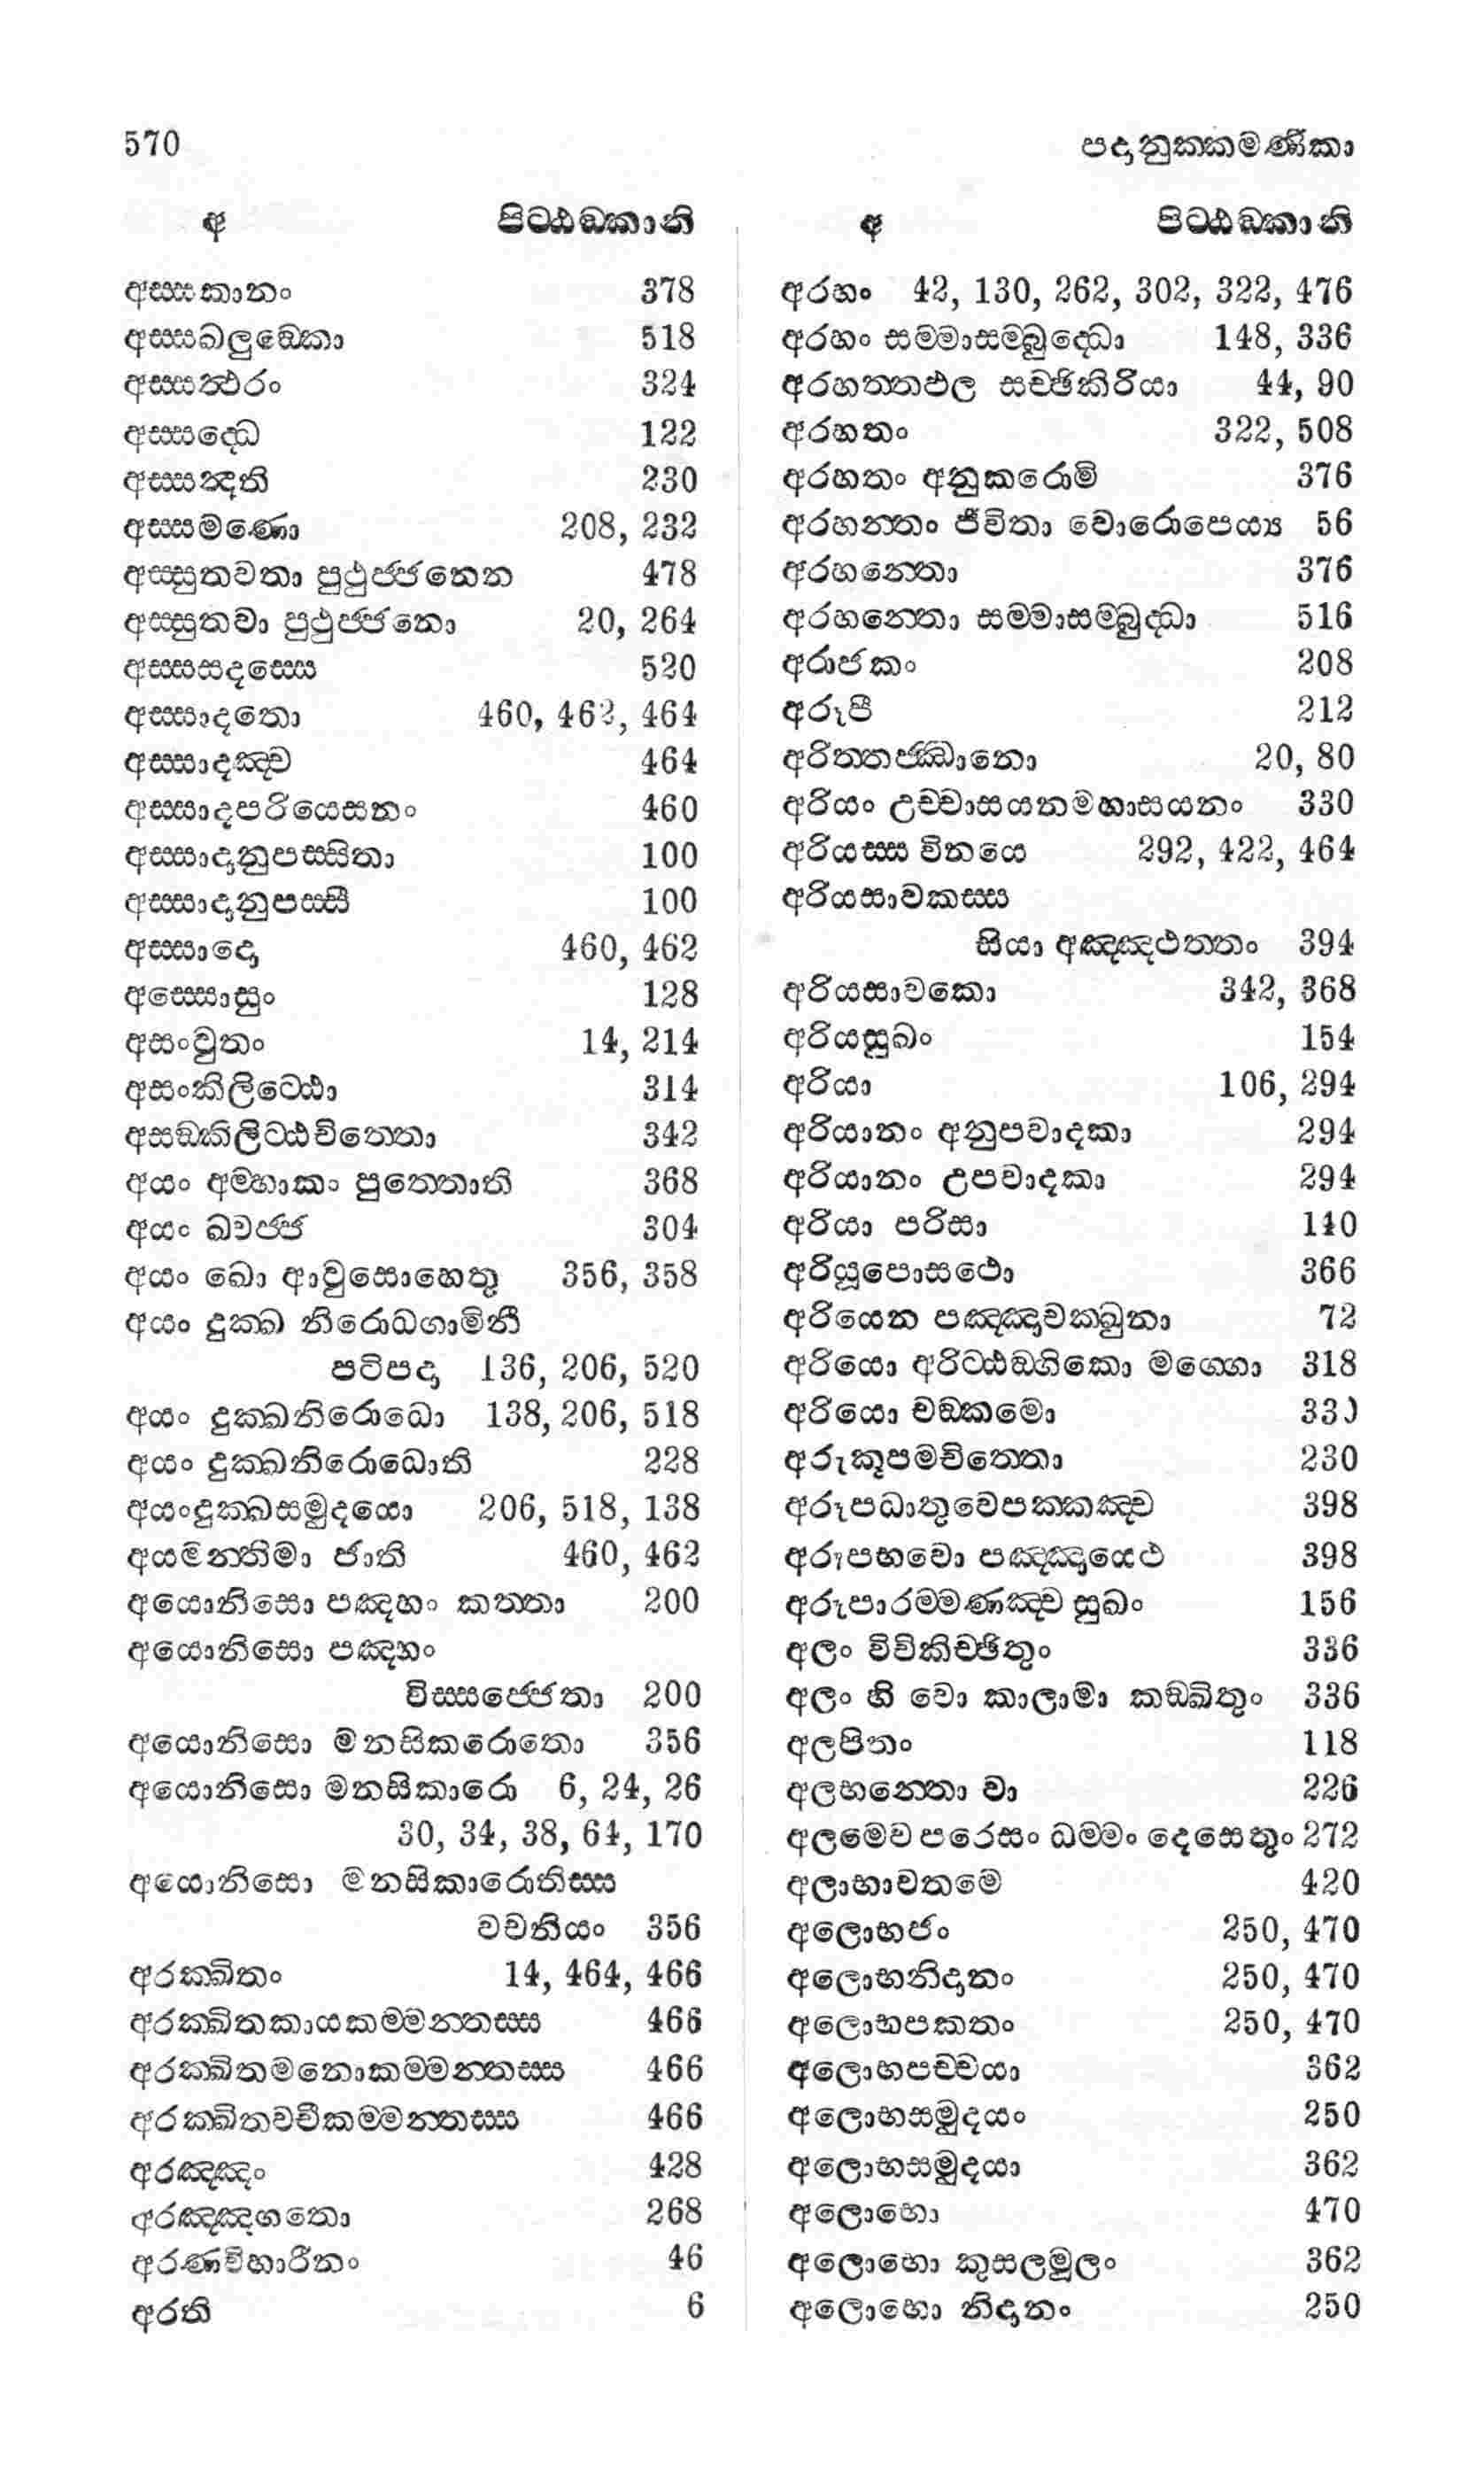 570
පදානුක්කමණිකා
අ පිට්ඨඞ්කානි
අස්සකානං 378
අස්සඛලුඞ්කො 518
අස්සත්ථරං 324
අස්සද්ධෙ 122
අස්සඤ්ඤති 230
අස්සමණො 208, 232
අස්සුතවතා පුථුජ්ජනෙන 478
අස්සුතවා පුථුජ්ජනො 20, 264
අස්සසදස්සෙ 520
අස්සාදතො 460, 462, 464
අස්සාදඤ්ච 464
අස්සාදපරියෙසනං 460
අස්සාදානුපස්සිතා 100
අස්සාදානුපස්සී 100
අස්සාදො 460, 462
අස්සොසුං 128
අසංවුතං 14, 214
අසංකිලිට්ඨො 314
අසඞ්කිලිට්ඨචිත්තො 342
අයං අම්හාකං පුත්තොති 368
අයං ඛ්වජ්ජ 304
අයං ඛො ආවුසොහෙතු 356, 358
අයං දුක්ඛ නිරොධගාමිනී
පටිපදා 136, 206, 520
අයං දුක්ඛනිරොධො 138, 206, 518
අයං දුක්ඛනිරොධොති 228
අයංදුක්ඛසමුදයො 206, 518, 138
අයමන්තිමා ජාති 460, 462
අයොනිසො පඤ්හං කත්තා 200
අයොනිසො පඤ්හං
විස්සජ්ජෙතා 200
අයොනිසො මනසිකරොතො 356
අයොනිසො මනසිකාරො 6, 24, 26
30, 34, 38, 64, 170
අයොනිසො මනසිකාරොතිස්ස
වචනියං 356
අරක්ඛිතං 14, 464, 466
අරක්ඛිතකායකම්මන්තස්ස 466
අරක්ඛිතමනොකම්මන්තස්ස 466
අරක්ඛිතවචීකම්මන්තස්ස 466
අරඤ්ඤං 428
අරඤ්ඤගතො 268
අරණවිහාරීනං 46
අරති 6
අ පිට්ඨඞ්කානි
අරහං 42, 130, 262, 302, 322, 476
අරහං සම්මාසම්බුද්ධො 148, 336
අරහත්තඵල සච්ඡිකිරියා 44, 90
අරහතං 322, 508
අරහතං අනුකරොමි 376
අරහන්තං ජීවිතා වොරොපෙය්‍ය 56
අරහන්තො 376
අරහන්තො සම්මාසම්බුද්ධා 516
අරාජකං 208
අරූපී 212
අරිත්තජ්ඣානො 20, 80
අරියං උච්චාසයනමහාසයනං 330
අරියස්ස විනයෙ 292, 422, 464
අරියසාවකස්ස
සියා අඤ්ඤථත්තං 394
අරියසාවකො 342, 368
අරියසුඛං 154
අරියා 106, 294
අරියානං අනුපවාදකා 294
අරියානං උපවාදකා 294
අරියා පරිසා 110
අරියූපොසථො 366
අරියෙන පඤ්ඤාචක්ඛුනා 72
අරියො අරිට්ඨඞ්ගිකො මග්ගො 318
අරියො චඞ්කමො 33
අරුකූපමචිත්තො 230
අරූපධාතුවෙපක්කඤ්ච 398
අරූපභවො පඤ්ඤායෙථ 398
අරූපාරම්මණඤ්ච සුඛං 156
අලං විචිකිච්ඡිතුං 336
අලං හි වො කාලාමා කඞ්ඛිතුං 336
අලපිතං 118
අලභන්තො වා 226
අලමෙව පරෙසං ධම්මං දෙසෙතුං 272
අලාභාවතමෙ 420
අලොභජං 250, 470
අලොභනිදානං 250, 470
අලොභපකතං 250, 470
අලොභපච්චයා 362
අලොභසමුදයං 250
අලොභසමුදයා 362
අලොභො 470
අලොභො කුසලමූලං 362
අලොභො නිදානං 250